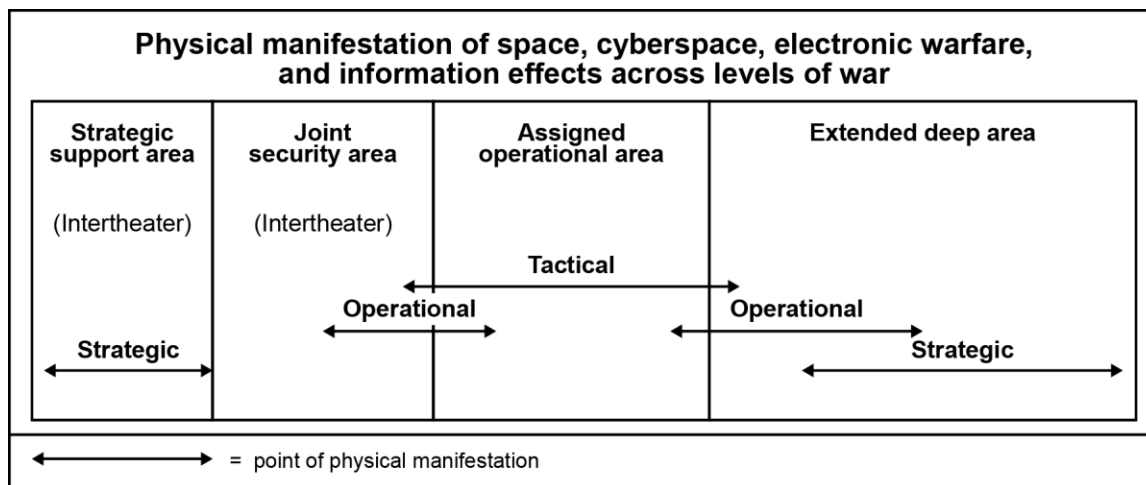 Physical manifestation of space, cyberspace, electronic warfare,
and information effects across levels of war
Strategic
support area
(Intertheater)
Joint
security area
(Intertheater)
Assigned
operational area
Extended deep area
Tactical
Operational
Operational
Strategic
Strategic
= point of physical manifestation